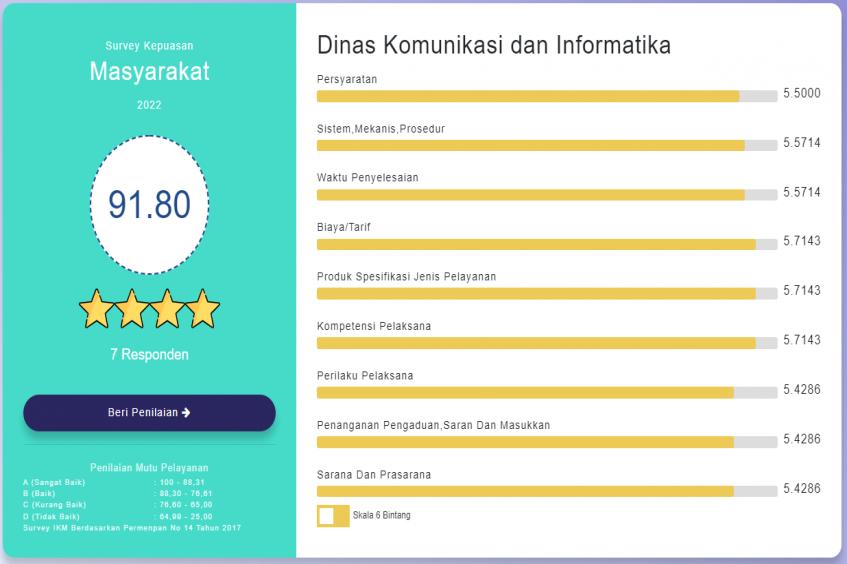 Survey Kepuasan
Masyarakat
2022
91.80
7 Responden
Beri Penilaian
Penilaian Mutu Pelayanan
A (Sangat Baik) : 100 - 88,31
B (Baik) : 88,30 - 76,61
C (Kurang Baik) : 76,60 - 65,00
D (Tidak Baik) : 64,99 - 25,00
Survey IKM Berdasarkan Permenpan No 14 Tahun 2017
Dinas Komunikasi dan Informatika
Persyaratan
5.5000
Sistem,Mekanis,Prosedur
5.5714
Waktu Penyelesaian
5.5714
Biaya/Tarif
5.7143
Produk Spesifikasi Jenis Pelayanan
5.7143
Kompetensi Pelaksana
5.7143
Perilaku Pelaksana
5.4286
Penanganan Pengaduan,Saran Dan Masukkan
5.4286
Sarana Dan Prasarana
5.4286
Skala 6 Bintang